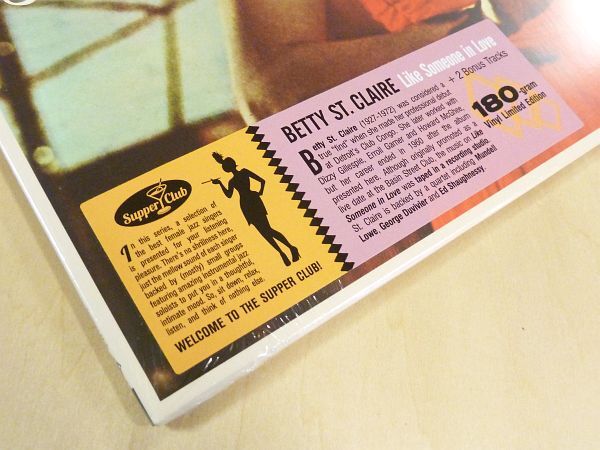 Supper Club
In this series, a selection of
the best female jazz singers
is presented for your listening
pleasure. There's no shrillness here,
just the mellow sound of each singer
backed by (mostly) small groups
featuring amazing instrumental jazz
soloists to put you in a thoughtful,
intimate mood. So, sit down, relax,
listen, and think of nothing else.
WELCOME TO THE SUPPER CLUB!
BETTY ST. CLAIRE Like Someone in Love
+ 2 Bonus Tracks
Betty St. Claire (1927-1972) was considered a
true "find" when she made her professional debut
at Detroit's Club Congo. She later worked with
Dizzy Gillespie, Erroll Garner and Howard McGhee,
but her career ended in 1960, after the album
presented here. Although originally promoted as a
live date at the Basin Street Club, the music on Like
Someone in Love was taped in a recording studio.
St. Claire is backed by a quartet including Mundell
Lowe, George Duvivier and Ed Shaughnessy.
180-gram
Vinyl Limited Edition